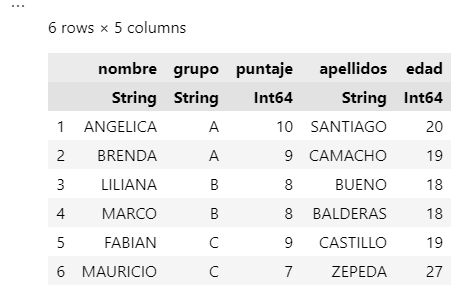 ...
6 rows × 5 columns
nombre grupo puntaje apellidos edad
String String Int64 String Int64
1 ANGELICA A 10 SANTIAGO 20
2 BRENDA A 9 CAMACHO 19
3 LILIANA B 8 BUENO 18
4 MARCO B 8 BALDERAS 18
5 FABIAN C 9 CASTILLO 19
6 MAURICIO C 7 ZEPEDA 27